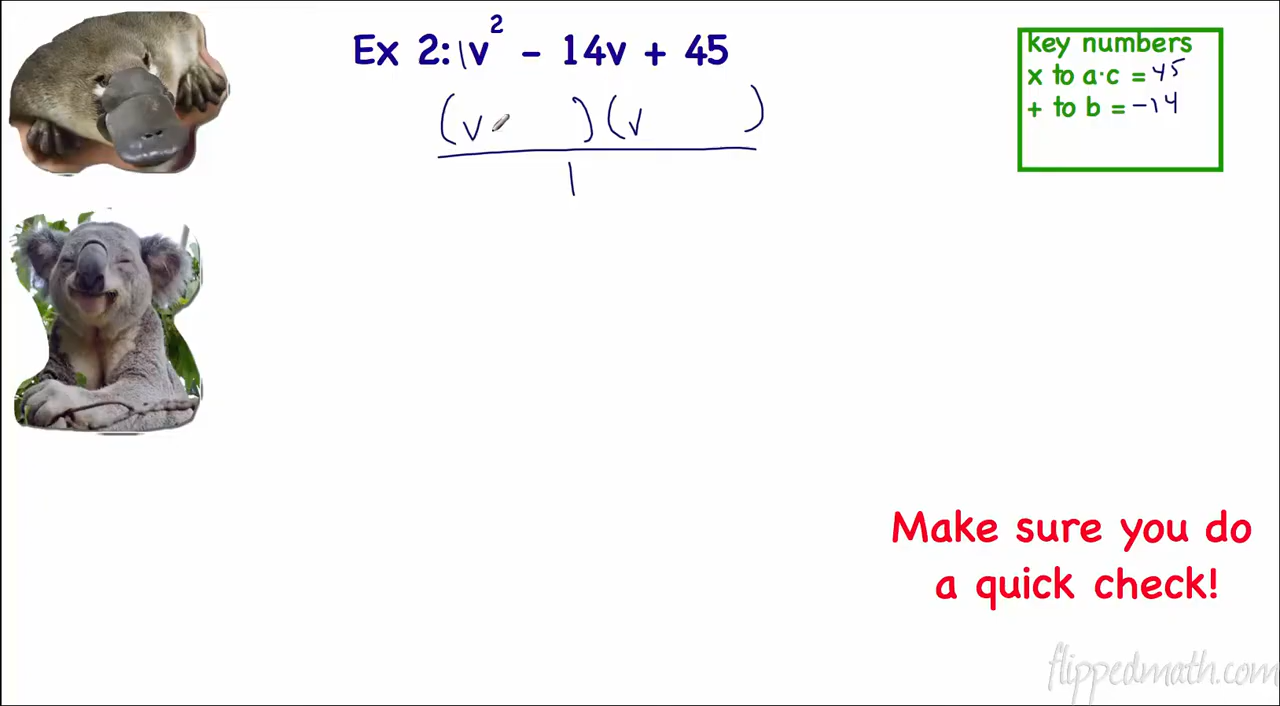 Ex 2: 1v² - 14v + 45
(v )(v )
1
key numbers
x to a·c = 45
+ to b = -14
Make sure you do
a quick check!
flippedmath.com